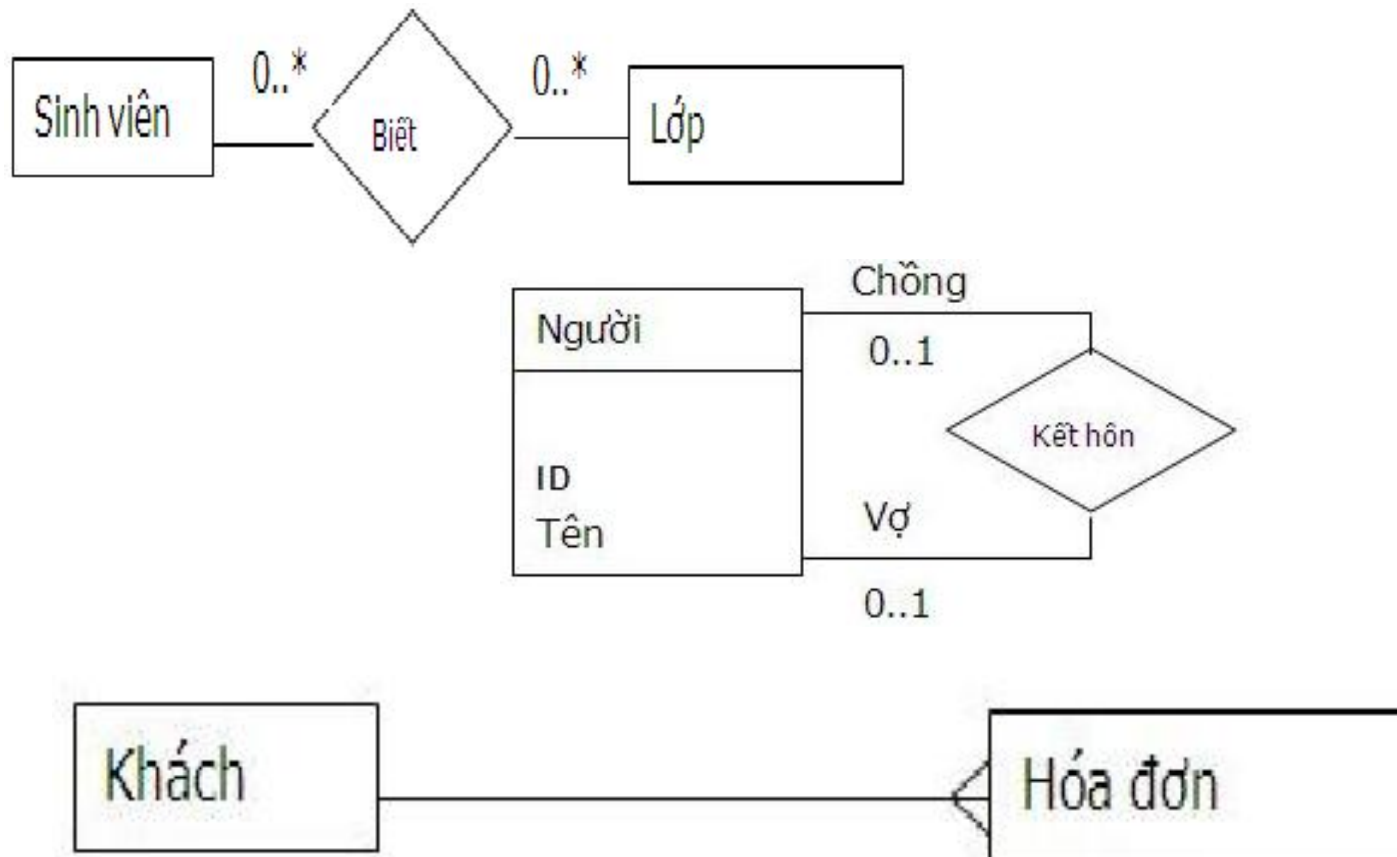 Sinh viên
0..*
Biết
0..*
Lớp
Người
ID
Tên
Chồng
0..1
Kết hôn
Vợ
0..1
Khách
Hóa đơn